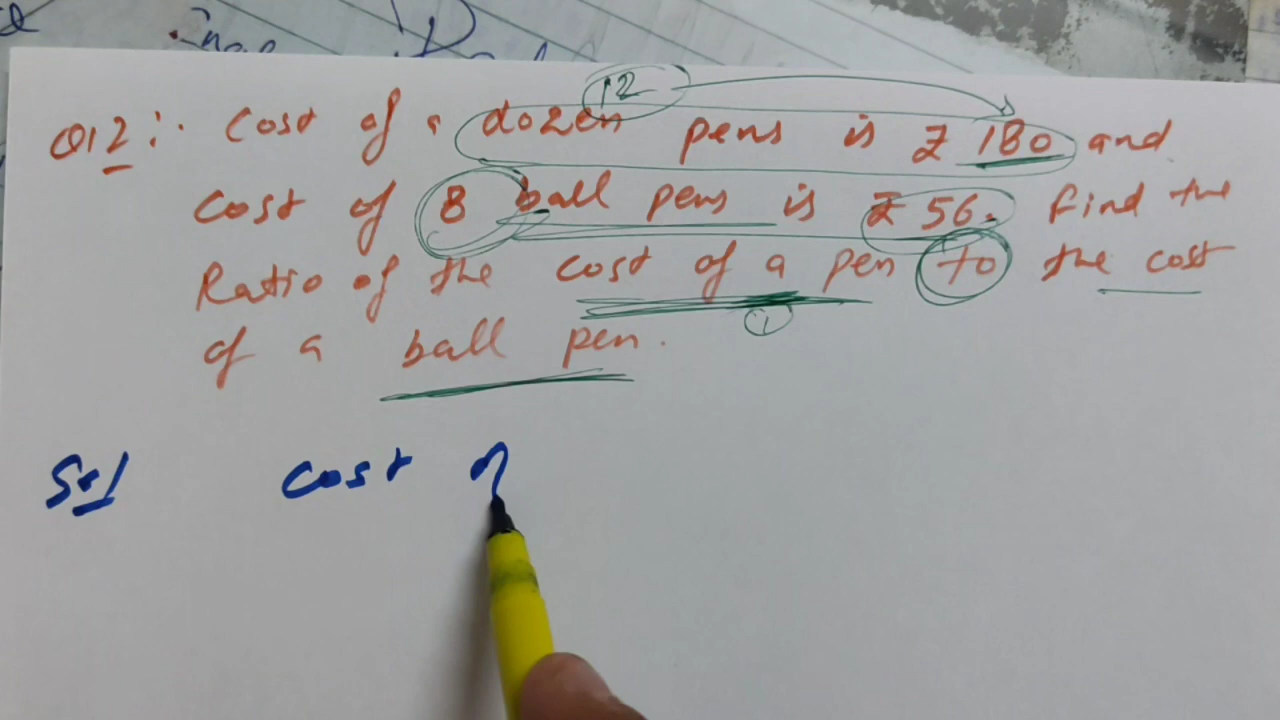 12
Q12:. Cost of a dozen pens is ₹ 180 and
cost of 8 ball pens is ₹ 56. Find the
Ratio of the cost of a pen to the cost
1
of a ball pen.
Sol cost of